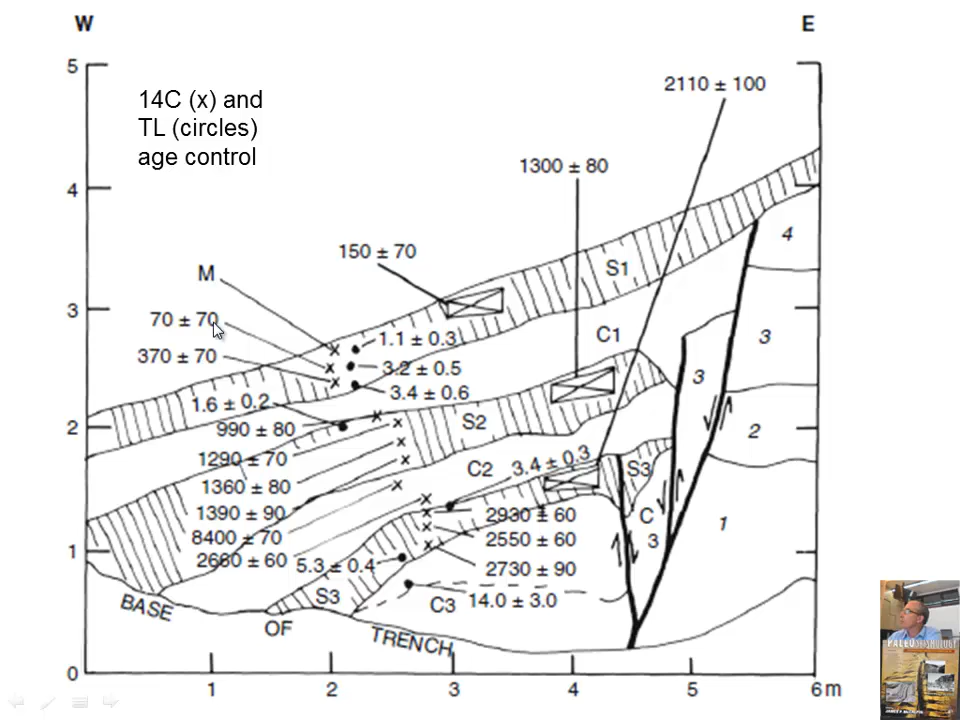 W
E
5
4
3
2
1
0
1
2
3
4
5
6 m
14C (x) and
TL (circles)
age control
2110 ± 100
1300 ± 80
150 ± 70
M
70 ± 70
370 ± 70
1.1 ± 0.3
3.2 ± 0.5
3.4 ± 0.6
1.6 ± 0.2
990 ± 80
1290 ± 70
1360 ± 80
1390 ± 90
8400 ± 70
2660 ± 60
5.3 ± 0.4
3.4 ± 0.3
2930 ± 60
2550 ± 60
2730 ± 90
14.0 ± 3.0
S1
C1
S2
C2
S3
S3
C3
C
3
4
3
3
2
1
BASE
OF
TRENCH
PALEOSEISMOLOGY